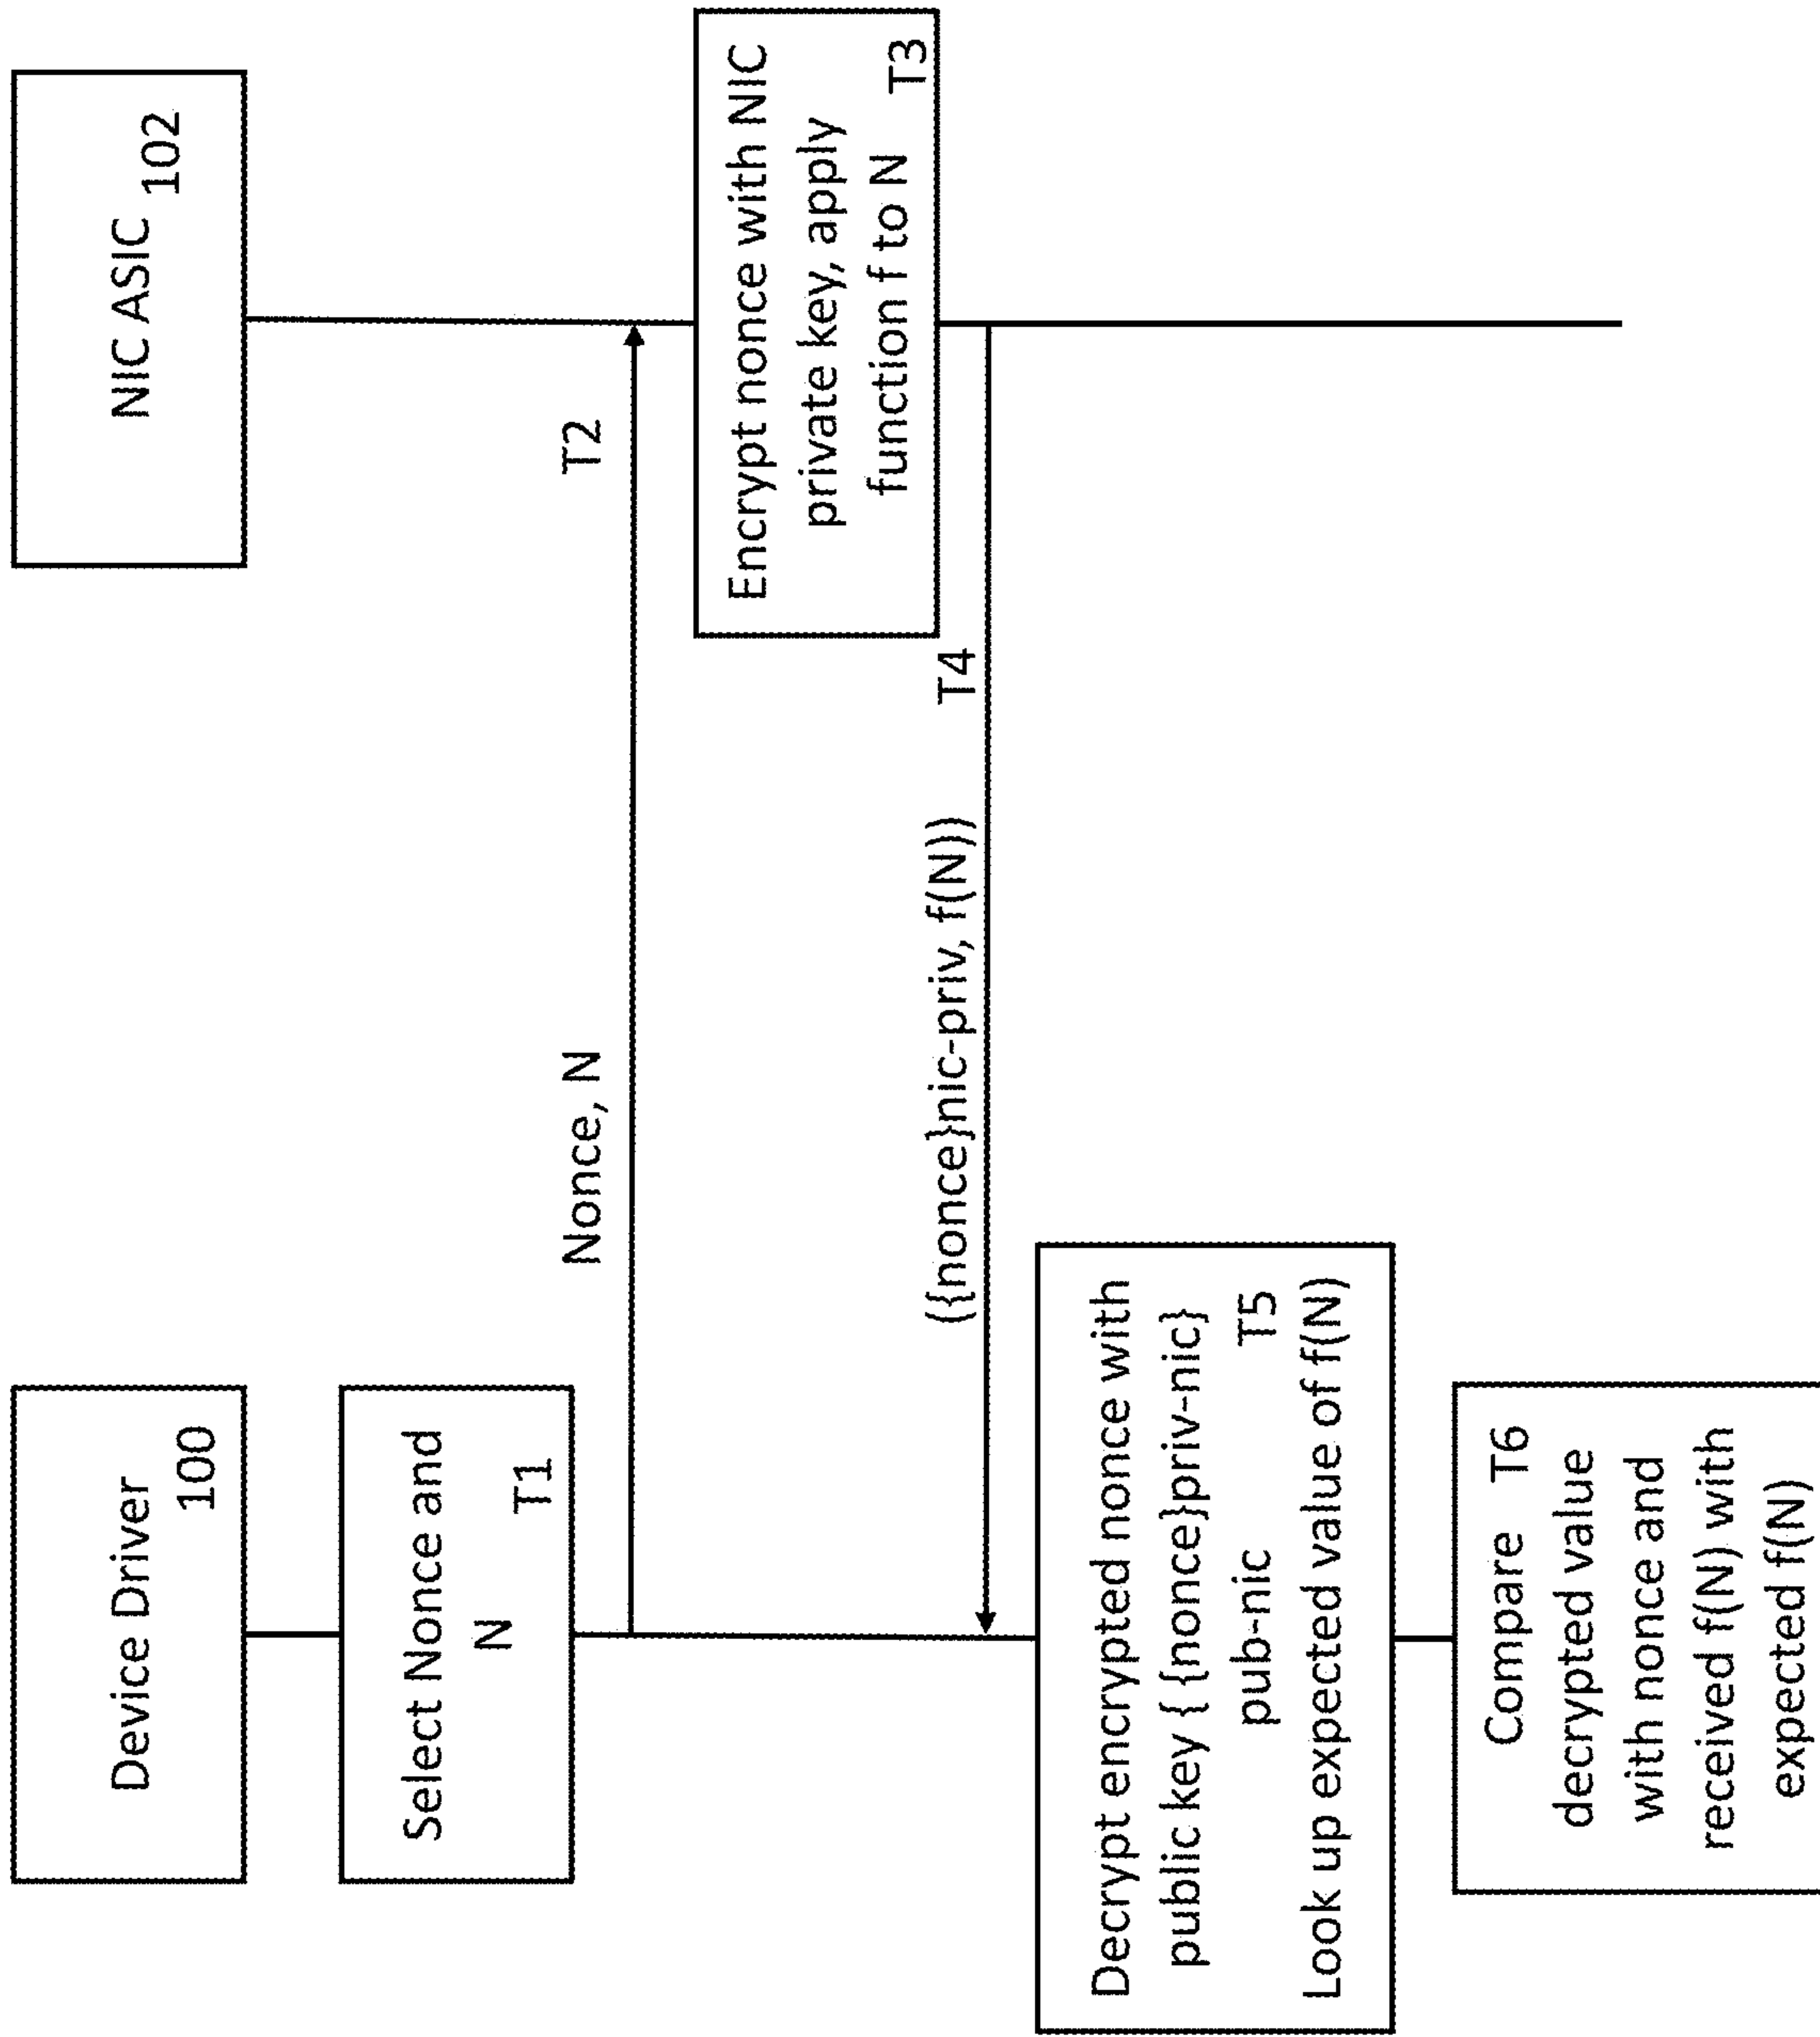 Device Driver
100
NIC ASIC
102
Select Nonce and
N
T1
Nonce, N
T2
Encrypt nonce with NIC
private key, apply
function f to N
T3
({nonce}nic-priv, f(N))
T4
Decrypt encrypted nonce with
public key { {nonce}priv-nic}
pub-nic
T5
Look up expected value of f(N)
Compare T6
decrypted value
with nonce and
received f(N) with
expected f(N)